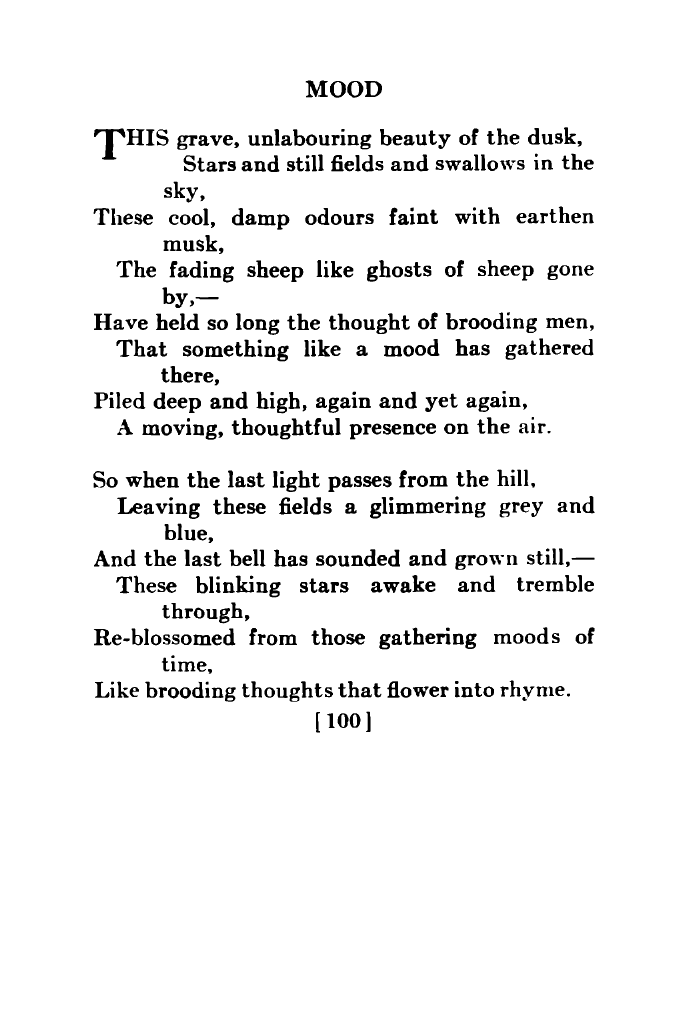 MOOD
THIS grave, unlabouring beauty of the dusk,
Stars and still fields and swallows in the
sky,
These cool, damp odours faint with earthen
musk,
The fading sheep like ghosts of sheep gone
by,—
Have held so long the thought of brooding men,
That something like a mood has gathered
there,
Piled deep and high, again and yet again,
A moving, thoughtful presence on the air.
So when the last light passes from the hill,
Leaving these fields a glimmering grey and
blue,
And the last bell has sounded and grown still,—
These blinking stars awake and tremble
through,
Re-blossomed from those gathering moods of
time,
Like brooding thoughts that flower into rhyme.
[ 100 ]